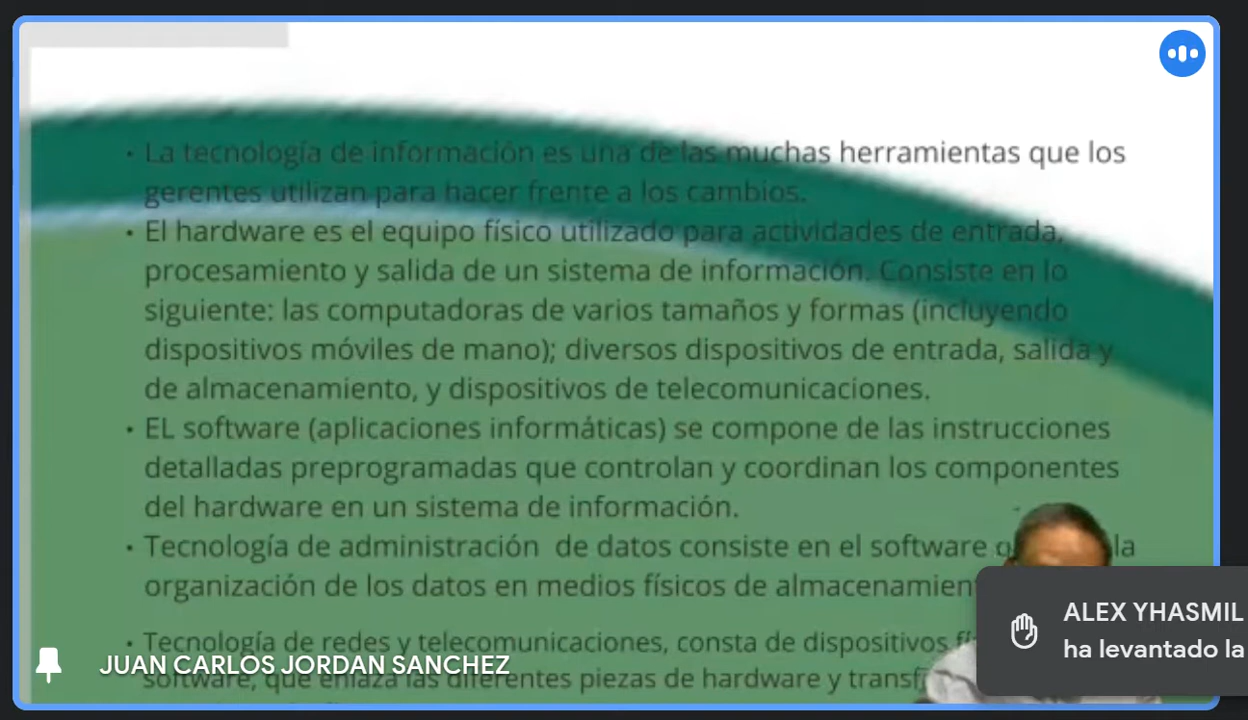 · La tecnología de información es una de las muchas herramientas que los
gerentes utilizan para hacer frente a los cambios.
· El hardware es el equipo físico utilizado para actividades de entrada,
procesamiento y salida de un sistema de información. Consiste en lo
siguiente: las computadoras de varios tamaños y formas (incluyendo
dispositivos móviles de mano); diversos dispositivos de entrada, salida y
de almacenamiento, y dispositivos de telecomunicaciones.
· EL software (aplicaciones informáticas) se compone de las instrucciones
detalladas preprogramadas que controlan y coordinan los componentes
del hardware en un sistema de información.
· Tecnología de administración de datos consiste en el software la
organización de los datos en medios físicos de
· Tecnología de redes y telecomunicaciones, consta de dispositivos
software, que enlaza las diferentes piezas de hardware y
JUAN CARLOS JORDAN SANCHEZ
ALEX YHASMIL
ha levantado la